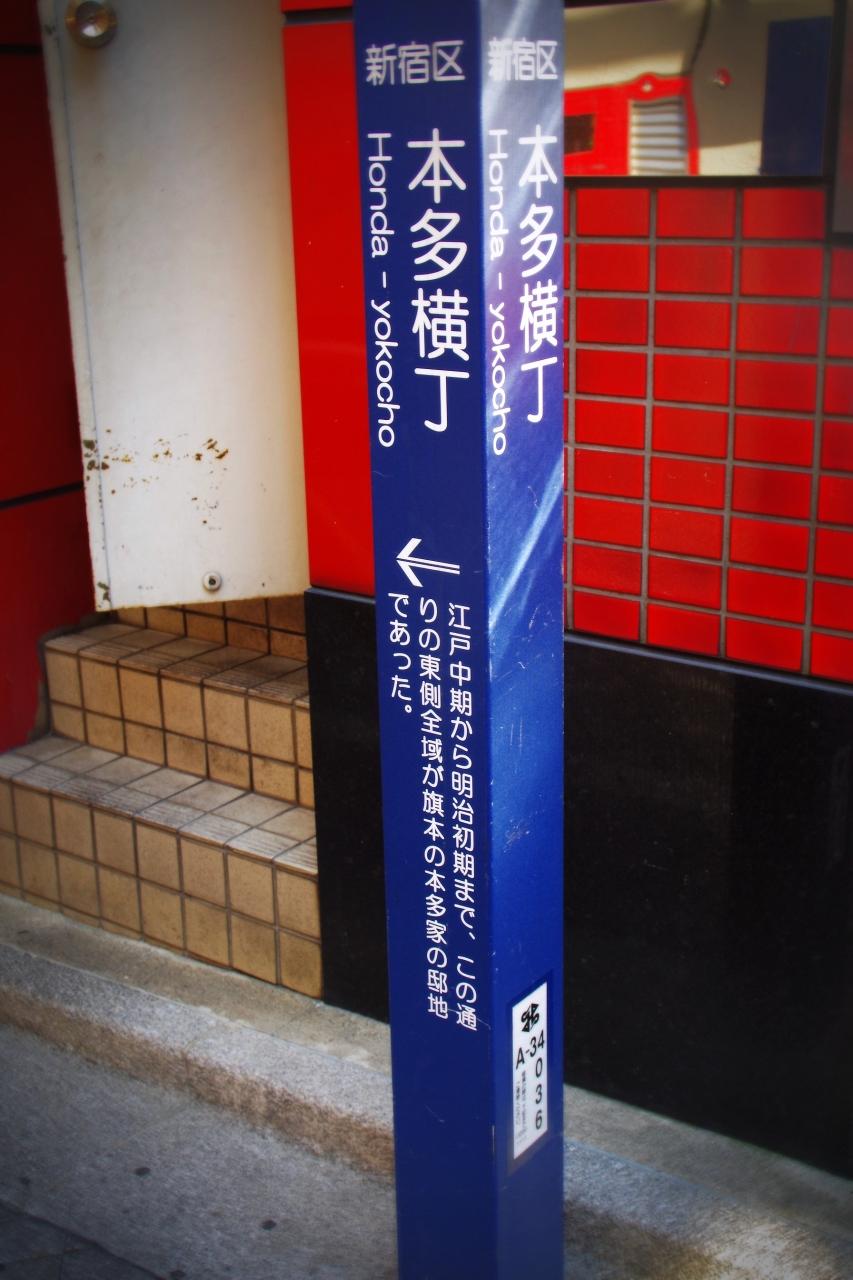 新宿区
本多横丁
Honda - yokocho
江戸中期から明治初期まで、この通
りの東側全域が旗本の本多家の邸地
であった。
新宿区
本多横丁
Honda - yokocho
A-34
036